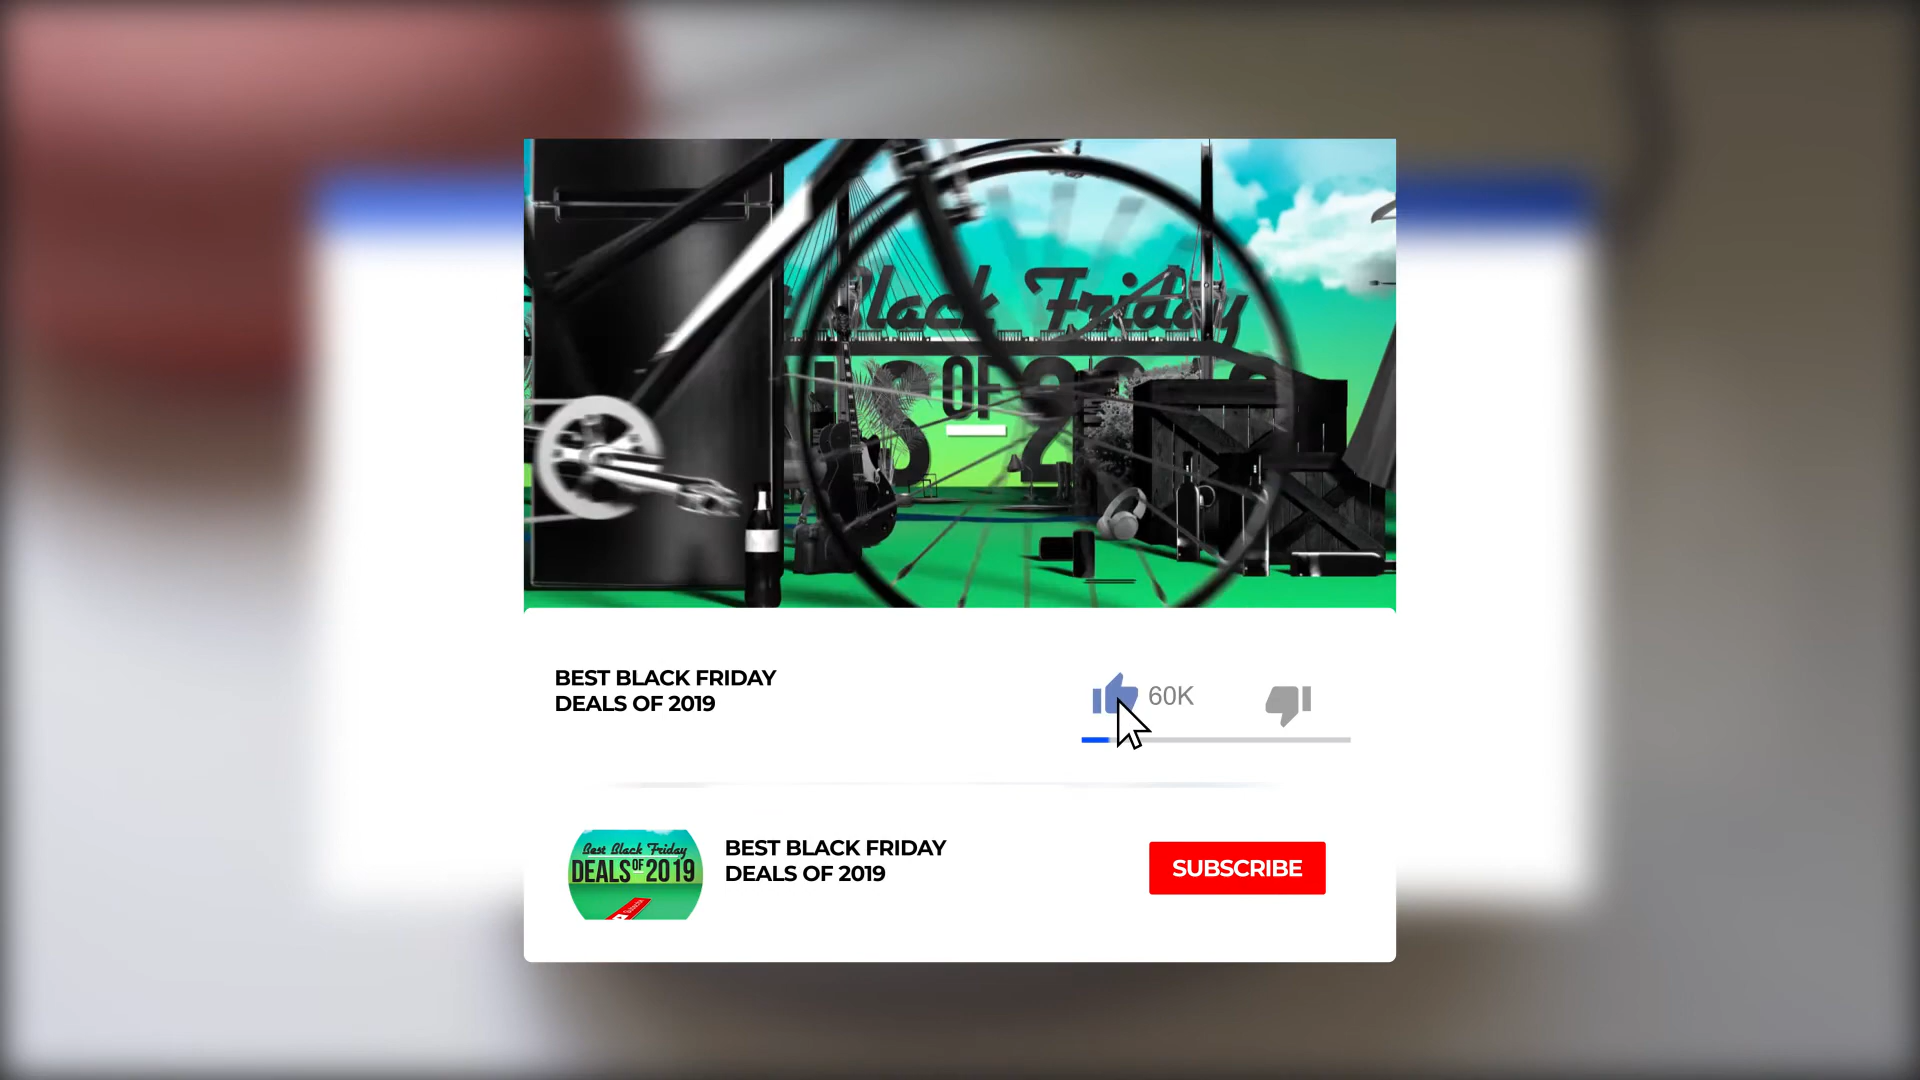 Black Friday
S OF 2
BEST BLACK FRIDAY
DEALS OF 2019
60K
Best Black Friday
DEALS OF 2019
BEST BLACK FRIDAY
DEALS OF 2019
SUBSCRIBE